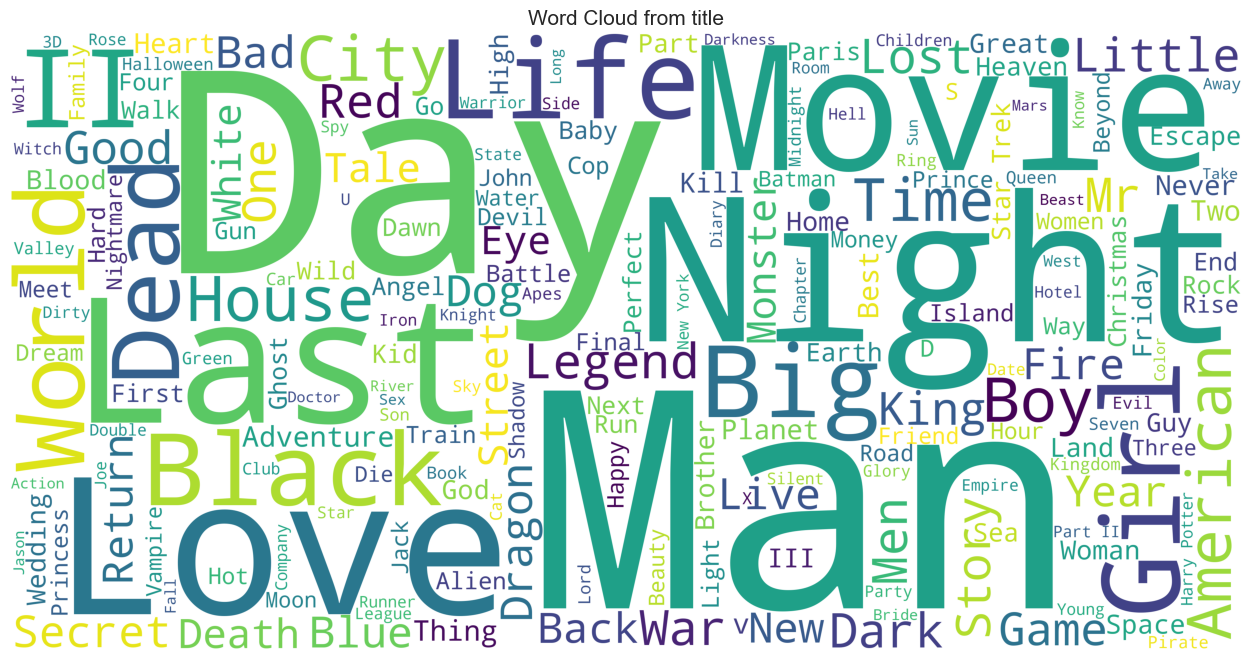 Word Cloud from title
3D
Rose
Heart
Bad
City
Life
High
Long
Part
Darkness
Movie
Paris
Children
Lost
Great
Little
Wolf
II
Family
Halloween
Four
Walk
Red
Go
Warrior
Side
Room
Heaven
Away
Day
Spy
Baby
Cop
Midnight
Hell
S
Mars
Know
Beyond
Escape
Witch
Good
White
One
Tale
State
John
Water
Devil
Kill
Batman
Ring
Sun
Prince
Star Trek
Queen
Take
Blood
Dead
U
Dawn
Gun
Eye
Night
Diary
Monster
Home
Time
Money
Women
Beast
Mr
Never
Two
Valley
World
Hard
Nightmare
Wild
Car
Angel
Battle
Dog
Apes
Perfect
New York
Chapter
Best
Island
West
Hotel
Way
Christmas
Friday
End
Rock
Rise
Meet
Dirty
House
Last
Iron
Knight
Street
Final
Legend
Earth
D
Dream
Green
Ghost
Kid
First
Doctor
River
Sex
Son
Sky
Shadow
Big
King
Date
Fire
Boy
Color
Girl
Evil
American
Double
Adventure
Train
Next
Run
Planet
Friend
Hour
Seven
Guy
Land
Three
Action
Joe
Return
Black
Club
Die
Book
God
Cat
Dragon
Man
Happy
Brother
Live
X
Silent
Road
Glory
Empire
Kingdom
Year
Jason
Wedding
Princess
Vampire
Love
Hot
Company
Star
Jack
Alien
Lord
Beauty
Light
III
Men
Story
Sea
Part II
Woman
Harry Potter
Fall
Moon
Runner
League
Party
Bride
Young
Secret
Death
Blue
Thing
Back
War
v
New
Dark
Game
Space
Pirate